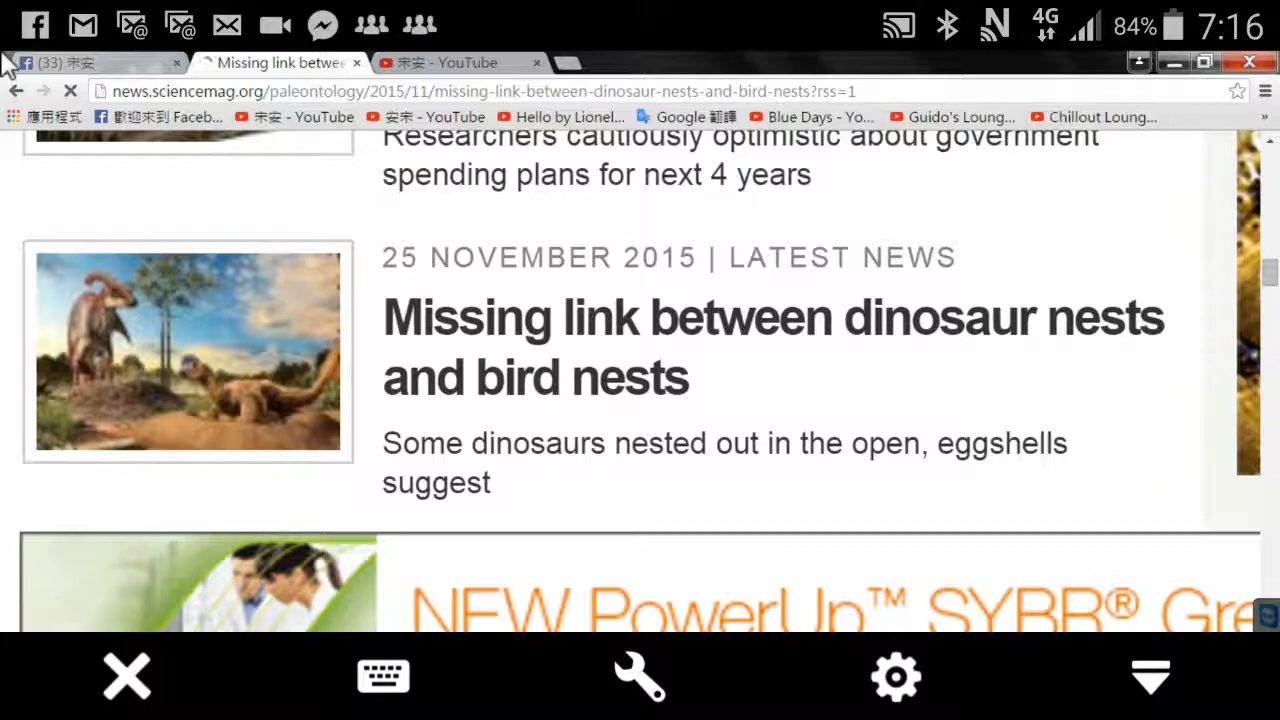 84% 7:16
4G
(33) 宋安
Missing link betwee
宋安 - YouTube
news.sciencemag.org/paleontology/2015/11/missing-link-between-dinosaur-nests-and-bird-nests?rss=1
應用程式
歡迎來到 Faceb...
宋安 - YouTube
安宋 - YouTube
Hello by Lionel...
Google 翻譯
Blue Days - Yo...
Guido's Loung...
Chillout Loung...
Researchers cautiously optimistic about government
spending plans for next 4 years
25 NOVEMBER 2015 | LATEST NEWS
Missing link between dinosaur nests
and bird nests
Some dinosaurs nested out in the open, eggshells
suggest
NEW PowerUp™ SYBR® Gre